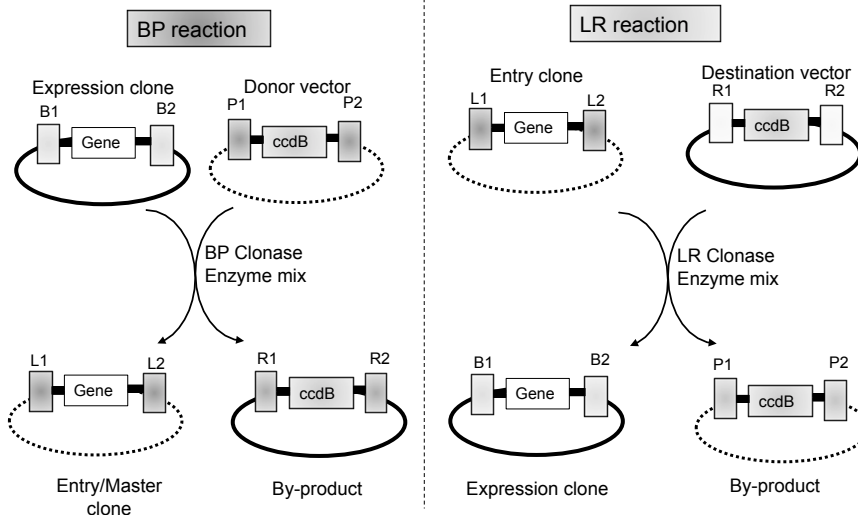 BP reaction
Expression clone
Donor vector
B1
B2
P1
P2
Gene
ccdB
BP Clonase
Enzyme mix
L1
L2
R1
R2
Gene
ccdB
Entry/Master
clone
By-product
LR reaction
Entry clone
Destination vector
L1
L2
R1
R2
Gene
ccdB
LR Clonase
Enzyme mix
B1
B2
P1
P2
Gene
ccdB
Expression clone
By-product